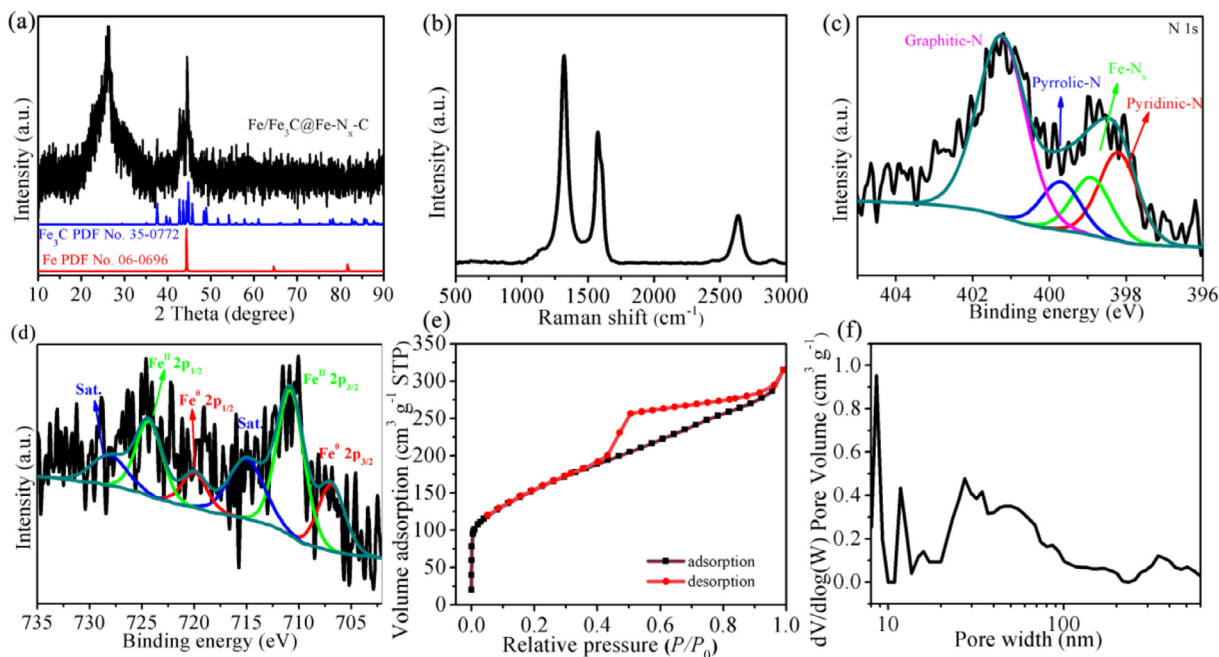 (a)
Intensity (a.u.)
Fe/Fe₃C@Fe-Nₓ-C
Fe₃C PDF No. 35-0772
Fe PDF No. 06-0696
10 20 30 40 50 60 70 80 90
2 Theta (degree)
(b)
Intensity (a.u.)
500 1000 1500 2000 2500 3000
Raman shift (cm⁻¹)
(c)
N 1s
Graphitic-N
Pyrrolic-N
Fe-Nₓ
Pyridinic-N
Intensity (a.u.)
404 402 400 398 396
Binding energy (eV)
(d)
Intensity (a.u.)
Sat.
Feᴵᴵ 2p₁/₂
Fe⁰ 2p₁/₂
Sat.
Feᴵᴵ 2p₃/₂
Fe⁰ 2p₃/₂
735 730 725 720 715 710 705
Binding energy (eV)
(e)
Volume adsorption (cm³ g⁻¹ STP)
350
300
250
200
150
100
50
0
adsorption
desorption
0.0 0.2 0.4 0.6 0.8 1.0
Relative pressure (P/P₀)
(f)
dV/dlog(W) Pore Volume (cm³ g⁻¹)
1.0
0.8
0.6
0.4
0.2
0.0
10 100
Pore width (nm)